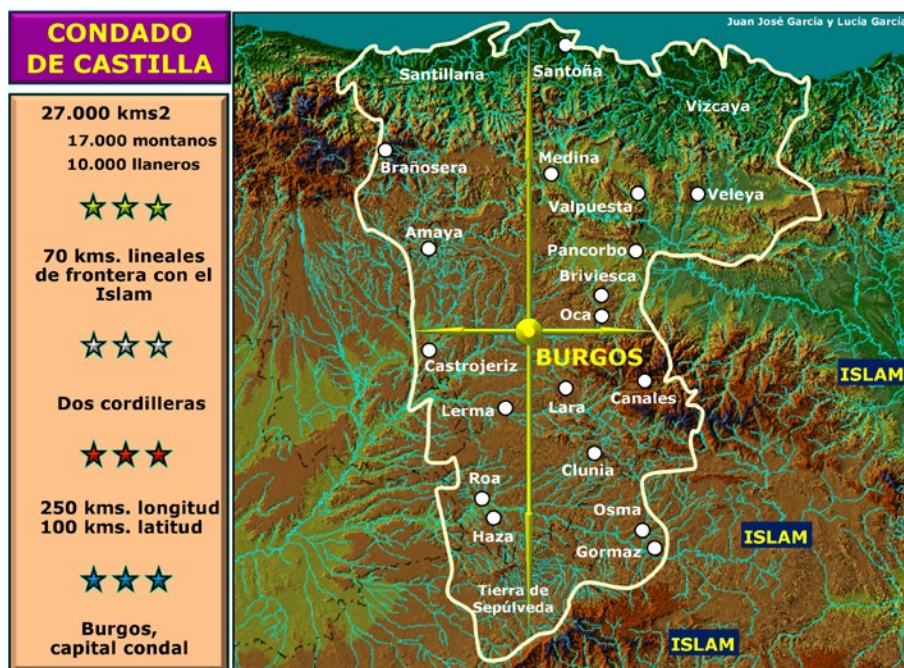 CONDADO
DE CASTILLA
27.000 kms2
17.000 montanos
10.000 llaneros
70 kms. lineales
de frontera con el
Islam
Dos cordilleras
250 kms. longitud
100 kms. latitud
Burgos,
capital condal
Juan José García y Lucía García
Santillana
Santoña
Vizcaya
Brañosera
Medina
Valpuesta
Veleya
Amaya
Pancorbo
Briviesca
Oca
BURGOS
Castrojeriz
ISLAM
Lara
Canales
Lerma
Clunia
Roa
Haza
Osma
Gormaz
ISLAM
Tierra de
Sepúlveda
ISLAM